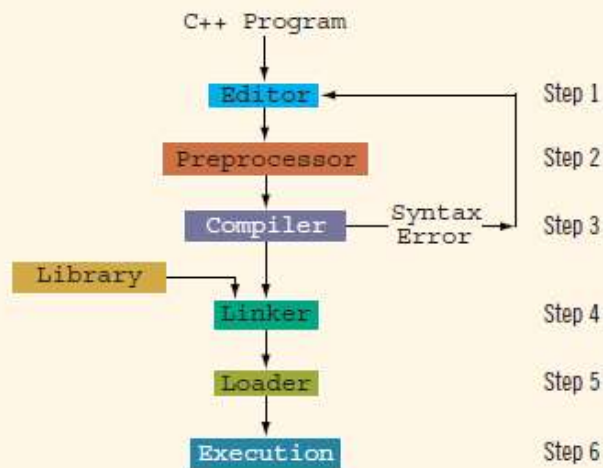 C++ Program
Editor
Step 1
Preprocessor
Step 2
Compiler
Syntax
Error
Step 3
Library
Linker
Step 4
Loader
Step 5
Execution
Step 6